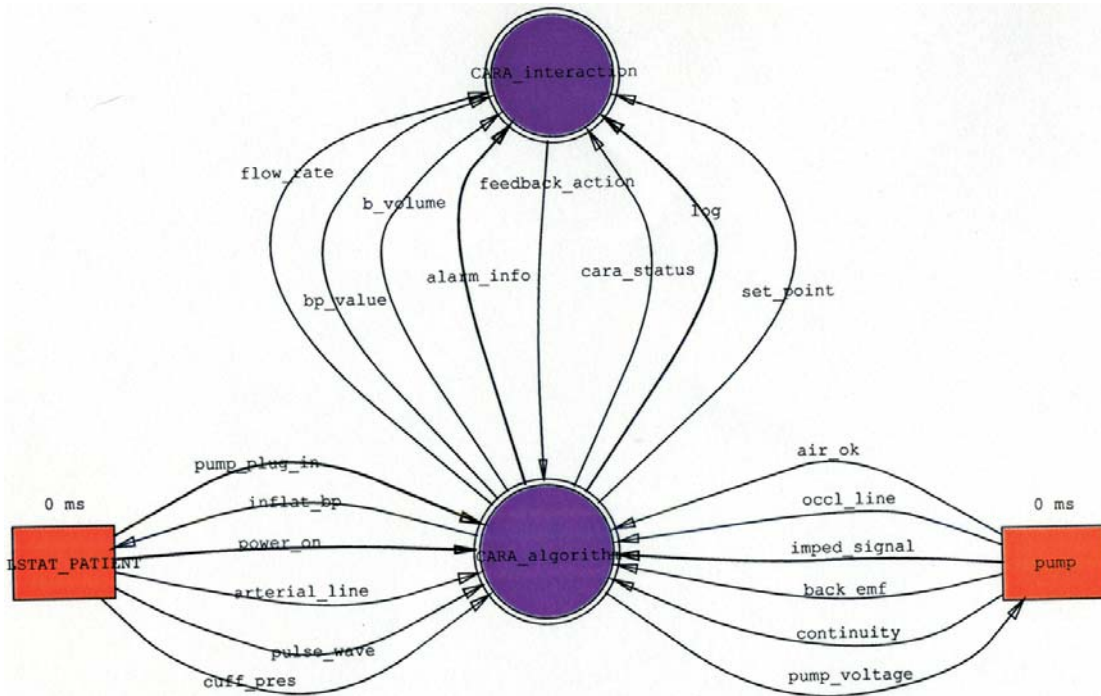 CARA_interaction
flow_rate
feedback_action
b_volume
log
alarm_info
cara_status
bp_value
set_point
air_ok
pump_plug_in
inflat_bp
occl_line
0 ms
0 ms
power_on
imped_signal
LSTAT_PATIENT
CARA_algorithm
pump
arterial_line
back_emf
continuity
pulse_wave
pump_voltage
cuff_pres